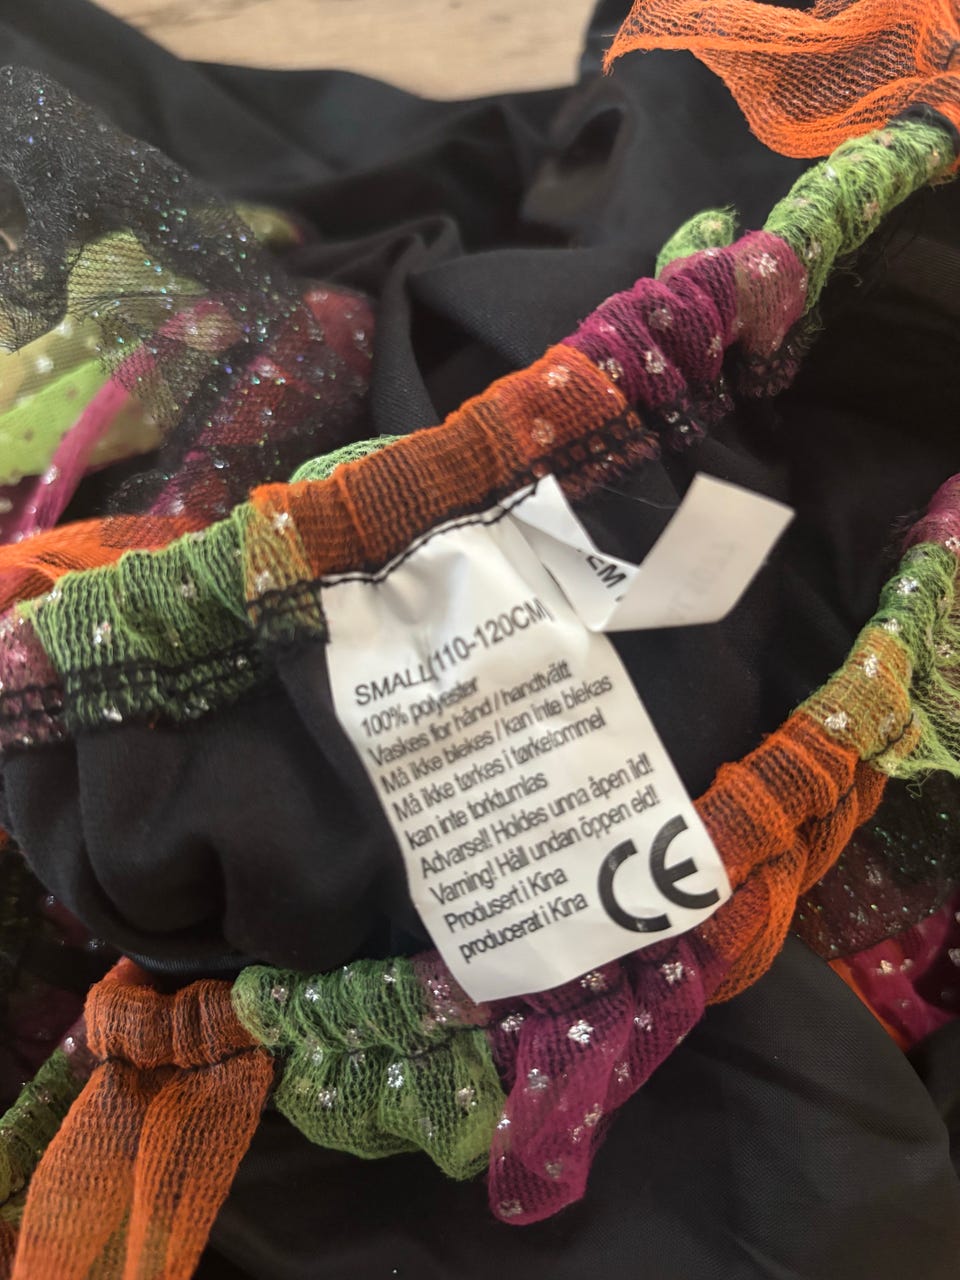 SMALL(110-120CM)
100% polyester
Vaskes for hånd / handtvätt
Må ikke blekes / kan inte blekas
Må ikke tørkes i tørketommel
kan inte torktumlas
Advarsel! Holdes unna åpen ild!
Varning! Håll undan öppen eld!
Produsert i Kina
producerat i Kina
CE